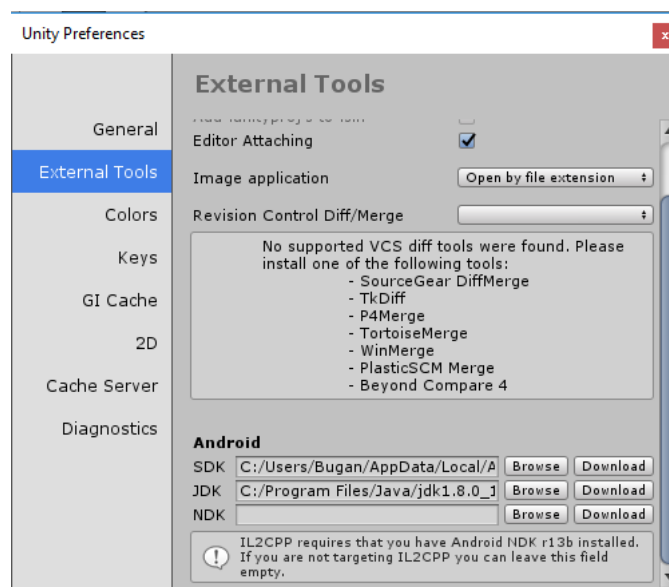 Unity Preferences
x
External Tools
General
External Tools
Colors
Keys
GI Cache
2D
Cache Server
Diagnostics
Editor Attaching
Image application
Open by file extension
Revision Control Diff/Merge
No supported VCS diff tools were found. Please
install one of the following tools:
- SourceGear DiffMerge
- TkDiff
- P4Merge
- TortoiseMerge
- WinMerge
- PlasticSCM Merge
- Beyond Compare 4
Android
SDK C:/Users/Bugan/AppData/Local/A Browse Download
JDK C:/Program Files/Java/jdk1.8.0_1 Browse Download
NDK Browse Download
IL2CPP requires that you have Android NDK r13b installed.
If you are not targeting IL2CPP you can leave this field
empty.